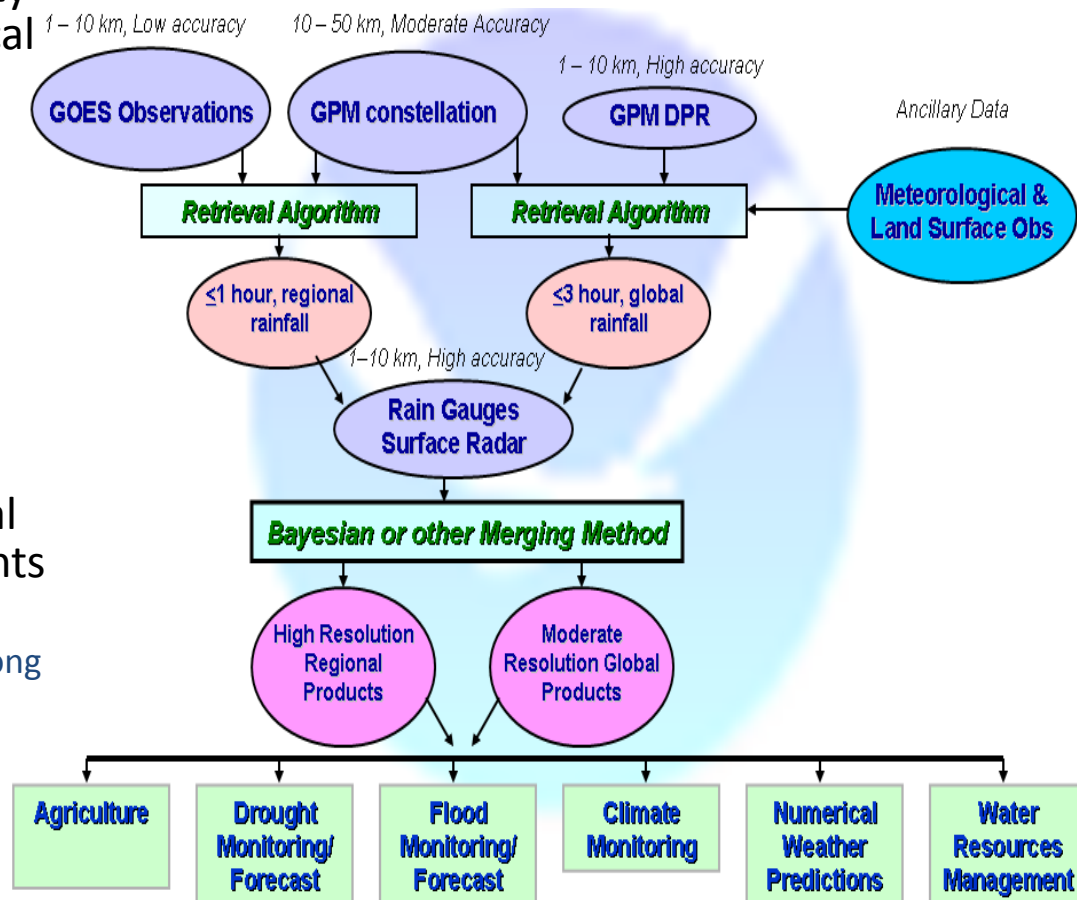 1 – 10 km, Low accuracy
10 – 50 km, Moderate Accuracy
1 – 10 km, High accuracy
Ancillary Data
GOES Observations
GPM constellation
GPM DPR
Meteorological &
Land Surface Obs
Retrieval Algorithm
Retrieval Algorithm
≤1 hour, regional
rainfall
≤3 hour, global
rainfall
1–10 km, High accuracy
Rain Gauges
Surface Radar
Bayesian or other Merging Method
High Resolution
Regional
Products
Moderate
Resolution Global
Products
Agriculture
Drought
Monitoring/
Forecast
Flood
Monitoring/
Forecast
Climate
Monitoring
Numerical
Weather
Predictions
Water
Resources
Management